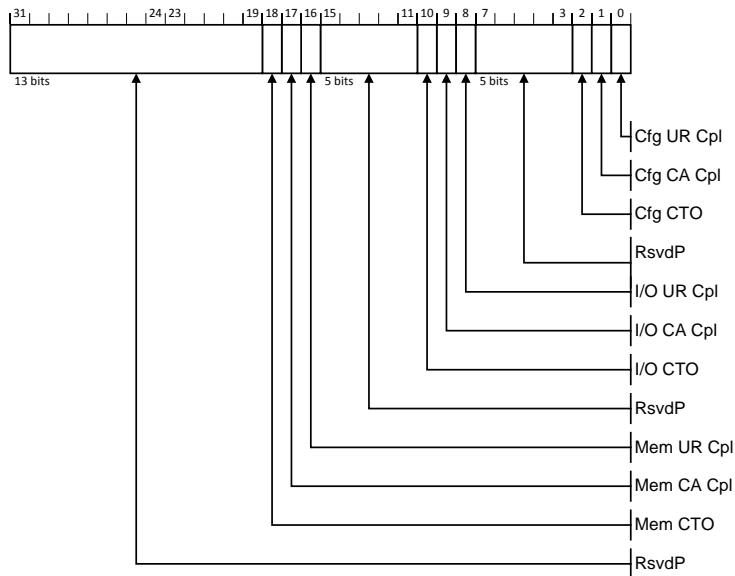 31 24 23 19 18 17 16 15 11 10 9 8 7 3 2 1 0
13 bits 5 bits 5 bits
Cfg UR Cpl
Cfg CA Cpl
Cfg CTO
RsvdP
I/O UR Cpl
I/O CA Cpl
I/O CTO
RsvdP
Mem UR Cpl
Mem CA Cpl
Mem CTO
RsvdP